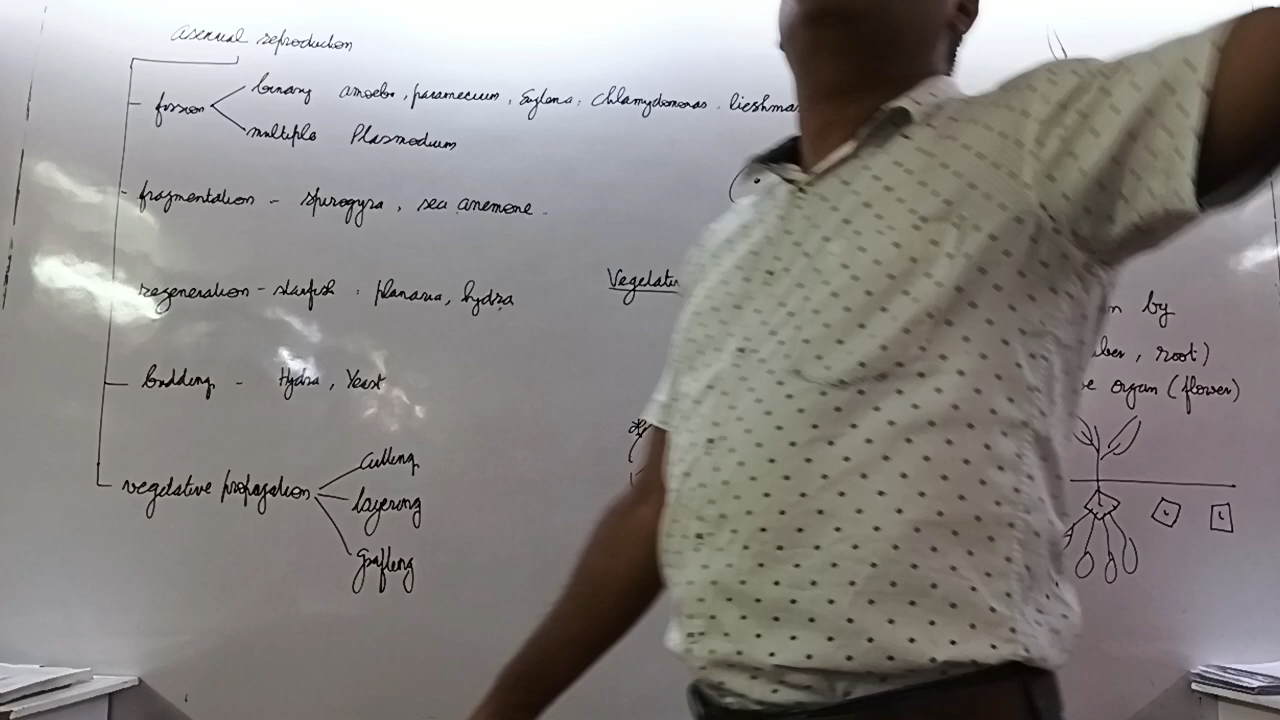 asexual reproduction
fission
binary amoeba, paramecium, Euglena, Chlamydomonas, lieshma
multiple Plasmodium
fragmentation - spirogyra, sea anemone.
regeneration - starfish, planaria, hydra
Vegetati
budding - Hydra, Yeast
vegetative propagation
Cutting
layering
grafting
n by
uber, root)
e organ (flower)